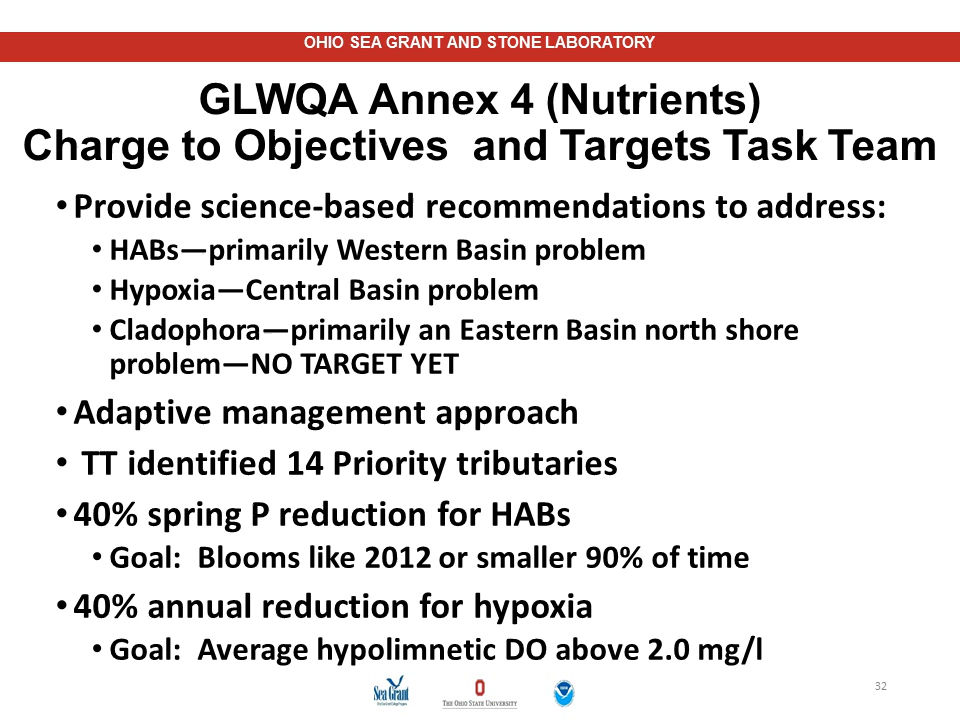 OHIO SEA GRANT AND STONE LABORATORY
GLWQA Annex 4 (Nutrients)
Charge to Objectives and Targets Task Team
• Provide science-based recommendations to address:
• HABs—primarily Western Basin problem
• Hypoxia—Central Basin problem
• Cladophora—primarily an Eastern Basin north shore
problem—NO TARGET YET
• Adaptive management approach
• TT identified 14 Priority tributaries
• 40% spring P reduction for HABs
• Goal: Blooms like 2012 or smaller 90% of time
• 40% annual reduction for hypoxia
• Goal: Average hypolimnetic DO above 2.0 mg/l
Sea Grant
THE OHIO STATE UNIVERSITY
32